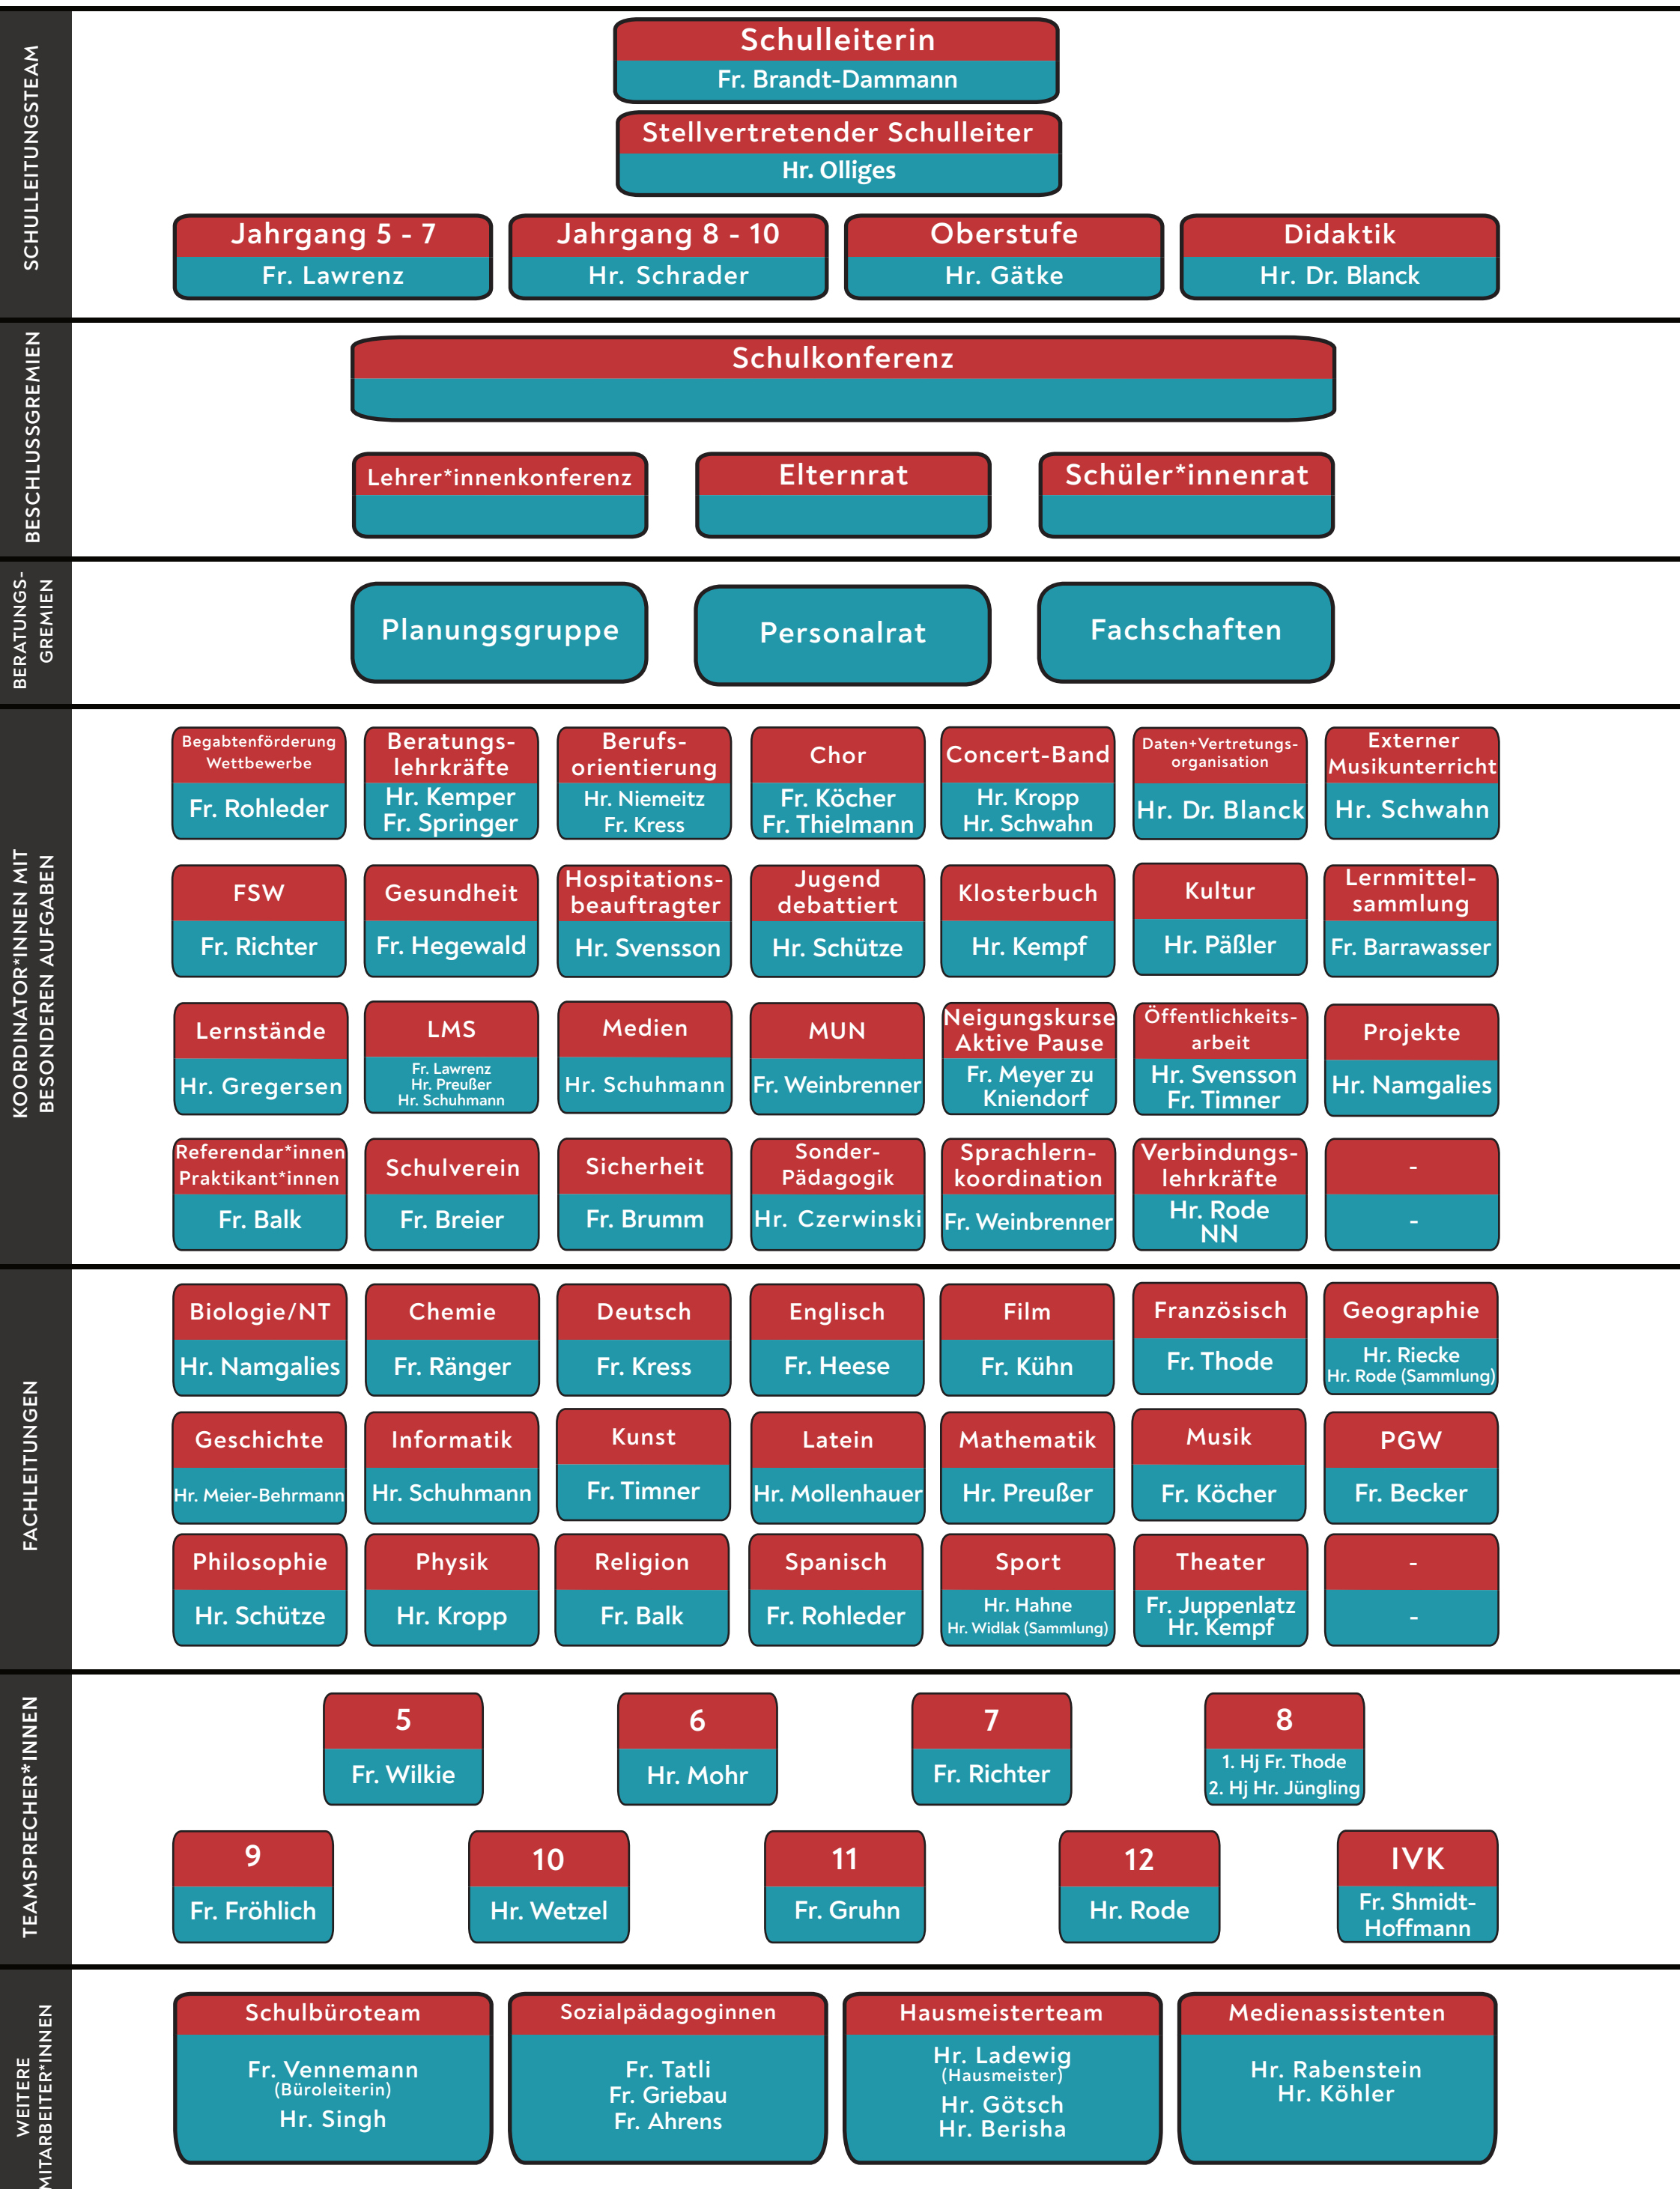 SCHULLEITUNGSTEAM
Schulleiterin
Fr. Brandt-Dammann
Stellvertretender Schulleiter
Hr. Olliges
Jahrgang 5 - 7
Fr. Lawrenz
Jahrgang 8 - 10
Hr. Schrader
Oberstufe
Hr. Gätke
Didaktik
Hr. Dr. Blanck
BESCHLUSSGREMIEN
Schulkonferenz
Lehrer*innenkonferenz
Elternrat
Schüler*innenrat
BERATUNGS-
GREMIEN
Planungsgruppe
Personalrat
Fachschaften
KOORDINATOR*INNEN MIT
BESONDEREN AUFGABEN
Begabtenförderung
Wettbewerbe
Fr. Rohleder
Beratungs-
lehrkräfte
Hr. Kemper
Fr. Springer
Berufs-
orientierung
Hr. Niemeitz
Fr. Kress
Chor
Fr. Köcher
Fr. Thielmann
Concert-Band
Hr. Kropp
Hr. Schwahn
Daten+Vertretungs-
organisation
Hr. Dr. Blanck
Externer
Musikunterricht
Hr. Schwahn
FSW
Fr. Richter
Gesundheit
Fr. Hegewald
Hospitations-
beauftragter
Hr. Svensson
Jugend
debattiert
Hr. Schütze
Klosterbuch
Hr. Kempf
Kultur
Hr. Päßler
Lernmittel-
sammlung
Fr. Barrawasser
Lernstände
Hr. Gregersen
LMS
Fr. Lawrenz
Hr. Preußer
Hr. Schuhmann
Medien
Hr. Schuhmann
MUN
Fr. Weinbrenner
Neigungskurse
Aktive Pause
Fr. Meyer zu
Kniendorf
Öffentlichkeits-
arbeit
Hr. Svensson
Fr. Timner
Projekte
Hr. Namgalies
Referendar*innen
Praktikant*innen
Fr. Balk
Schulverein
Fr. Breier
Sicherheit
Fr. Brumm
Sonder-
Pädagogik
Hr. Czerwinski
Sprachlern-
koordination
Fr. Weinbrenner
Verbindungs-
lehrkräfte
Hr. Rode
NN
-
-
FACHLEITUNGEN
Biologie/NT
Hr. Namgalies
Chemie
Fr. Ränger
Deutsch
Fr. Kress
Englisch
Fr. Heese
Film
Fr. Kühn
Französisch
Fr. Thode
Geographie
Hr. Riecke
Hr. Rode (Sammlung)
Geschichte
Hr. Meier-Behrmann
Informatik
Hr. Schuhmann
Kunst
Fr. Timner
Latein
Hr. Mollenhauer
Mathematik
Hr. Preußer
Musik
Fr. Köcher
PGW
Fr. Becker
Philosophie
Hr. Schütze
Physik
Hr. Kropp
Religion
Fr. Balk
Spanisch
Fr. Rohleder
Sport
Hr. Hahne
Hr. Widlak (Sammlung)
Theater
Fr. Juppenlatz
Hr. Kempf
-
-
TEAMSPRECHER*INNEN
5
Fr. Wilkie
6
Hr. Mohr
7
Fr. Richter
8
1. Hj Fr. Thode
2. Hj Hr. Jüngling
9
Fr. Fröhlich
10
Hr. Wetzel
11
Fr. Gruhn
12
Hr. Rode
IVK
Fr. Shmidt-
Hoffmann
WEITERE
MITARBEITER*INNEN
Schulbüroteam
Fr. Vennemann
(Büroleiterin)
Hr. Singh
Sozialpädagoginnen
Fr. Tatli
Fr. Griebau
Fr. Ahrens
Hausmeisterteam
Hr. Ladewig
(Hausmeister)
Hr. Götsch
Hr. Berisha
Medienassistenten
Hr. Rabenstein
Hr. Köhler